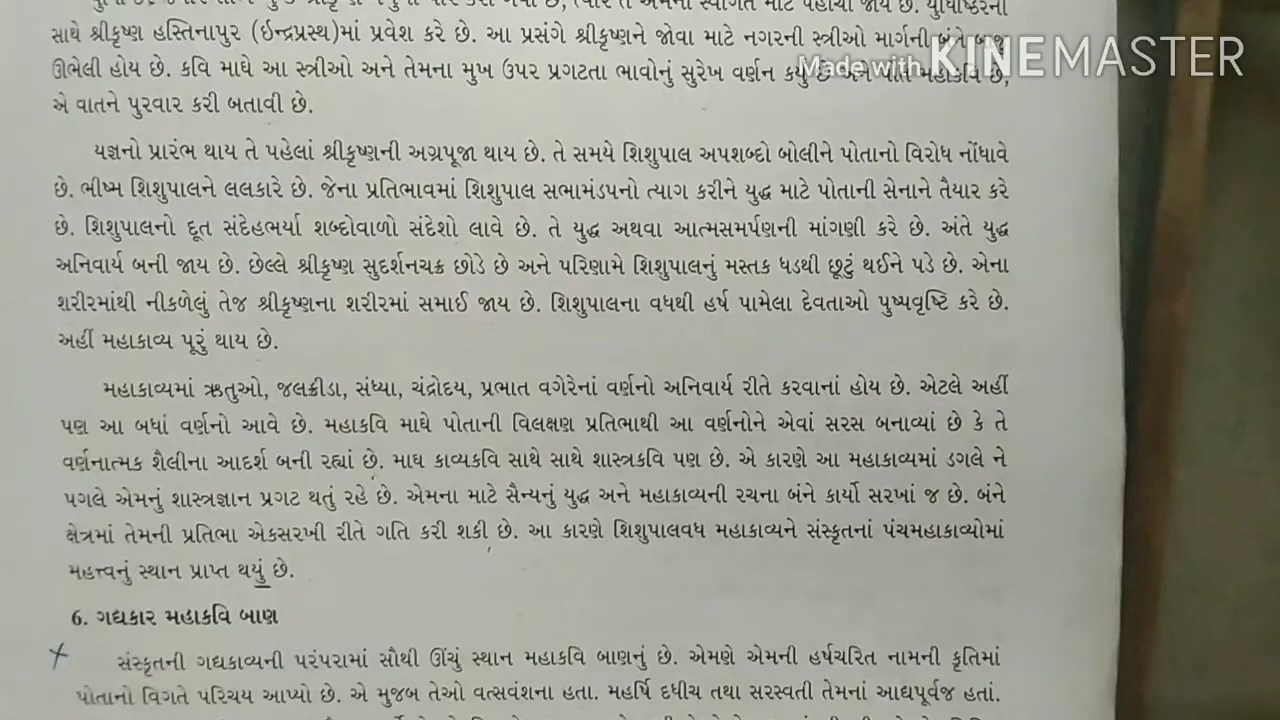 સાથે શ્રીકૃષ્ણ હસ્તિનાપુર (ઇન્દ્રપ્રસ્થ)માં પ્રવેશ કરે છે. આ પ્રસંગે શ્રીકૃષ્ણને જોવા માટે નગરની સ્ત્રીઓ માર્ગની બંને બાજુ
Made with KINEMASTER
ઊભેલી હોય છે. કવિ માઘે આ સ્ત્રીઓ અને તેમના મુખ ઉપર પ્રગટતા ભાવોનું સુરેખ વર્ણન કર્યું છે અને પોતે મહાકવિ છે,
એ વાતને પુરવાર કરી બતાવી છે.
યજ્ઞનો પ્રારંભ થાય તે પહેલાં શ્રીકૃષ્ણની અગ્રપૂજા થાય છે. તે સમયે શિશુપાલ અપશબ્દો બોલીને પોતાનો વિરોધ નોંધાવે
છે. ભીષ્મ શિશુપાલને લલકારે છે. જેના પ્રતિભાવમાં શિશુપાલ સભામંડપનો ત્યાગ કરીને યુદ્ધ માટે પોતાની સેનાને તૈયાર કરે
છે. શિશુપાલનો દૂત સંદેહભર્યા શબ્દોવાળો સંદેશો લાવે છે. તે યુદ્ધ અથવા આત્મસમર્પણની માંગણી કરે છે. અંતે યુદ્ધ
અનિવાર્ય બની જાય છે. છેલ્લે શ્રીકૃષ્ણ સુદર્શનચક્ર છોડે છે અને પરિણામે શિશુપાલનું મસ્તક ધડથી છૂટું થઈને પડે છે. એના
શરીરમાંથી નીકળેલું તેજ શ્રીકૃષ્ણના શરીરમાં સમાઈ જાય છે. શિશુપાલના વધથી હર્ષ પામેલા દેવતાઓ પુષ્પવૃષ્ટિ કરે છે.
અહીં મહાકાવ્ય પૂરું થાય છે.
મહાકાવ્યમાં ઋતુઓ, જલક્રીડા, સંધ્યા, ચંદ્રોદય, પ્રભાત વગેરેનાં વર્ણનો અનિવાર્ય રીતે કરવાનાં હોય છે. એટલે અહીં
પણ આ બધાં વર્ણનો આવે છે. મહાકવિ માઘે પોતાની વિલક્ષણ પ્રતિભાથી આ વર્ણનોને એવાં સરસ બનાવ્યાં છે કે તે
વર્ણનાત્મક શૈલીના આદર્શ બની રહ્યાં છે. માઘ કાવ્યકવિ સાથે સાથે શાસ્ત્રકવિ પણ છે. એ કારણે આ મહાકાવ્યમાં ડગલે ને
પગલે એમનું શાસ્ત્રજ્ઞાન પ્રગટ થતું રહે છે. એમના માટે સૈન્યનું યુદ્ધ અને મહાકાવ્યની રચના બંને કાર્યો સરખાં જ છે. બંને
ક્ષેત્રમાં તેમની પ્રતિભા એકસરખી રીતે ગતિ કરી શકી છે. આ કારણે શિશુપાલવધ મહાકાવ્યને સંસ્કૃતનાં પંચમહાકાવ્યોમાં
મહત્ત્વનું સ્થાન પ્રાપ્ત થયું છે.
6. ગદ્યકાર મહાકવિ બાણ
સંસ્કૃતની ગદ્યકાવ્યની પરંપરામાં સૌથી ઊંચું સ્થાન મહાકવિ બાણનું છે. એમણે એમની હર્ષચરિત નામની કૃતિમાં
પોતાનો વિગતે પરિચય આપ્યો છે. એ મુજબ તેઓ વત્સવંશના હતા. મહર્ષિ દધીચ તથા સરસ્વતી તેમનાં આદ્યપૂર્વજ હતાં.